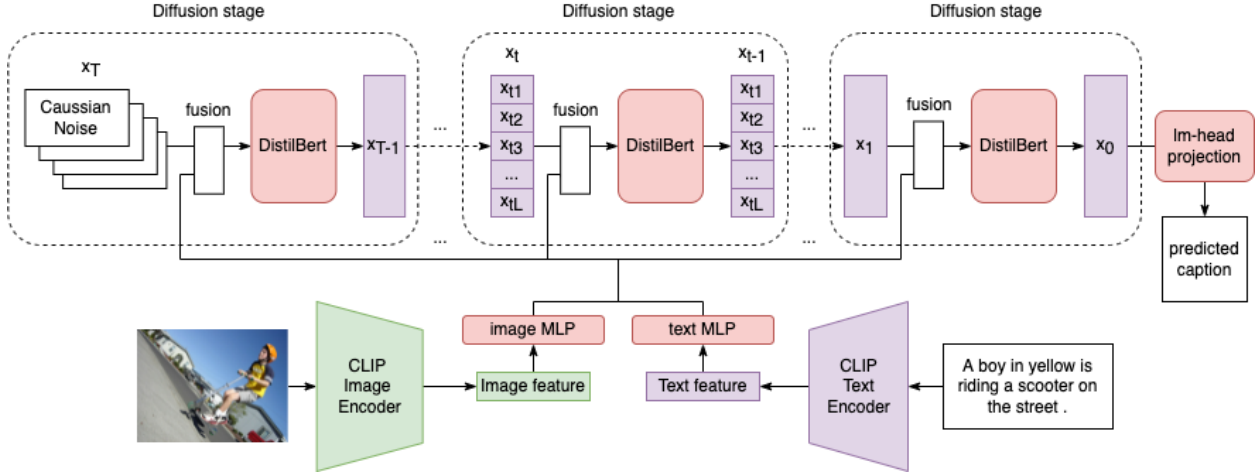 Diffusion stage
Diffusion stage
Diffusion stage
xT
Gaussian
Noise
fusion
DistilBert
xT-1
...
...
xt
xt1
xt2
xt3
...
xtL
fusion
DistilBert
xt-1
xt1
xt2
xt3
...
xtL
...
...
x1
fusion
DistilBert
x0
lm-head
projection
predicted
caption
image MLP
text MLP
CLIP
Image
Encoder
Image feature
Text feature
CLIP
Text
Encoder
A boy in yellow is
riding a scooter on
the street .